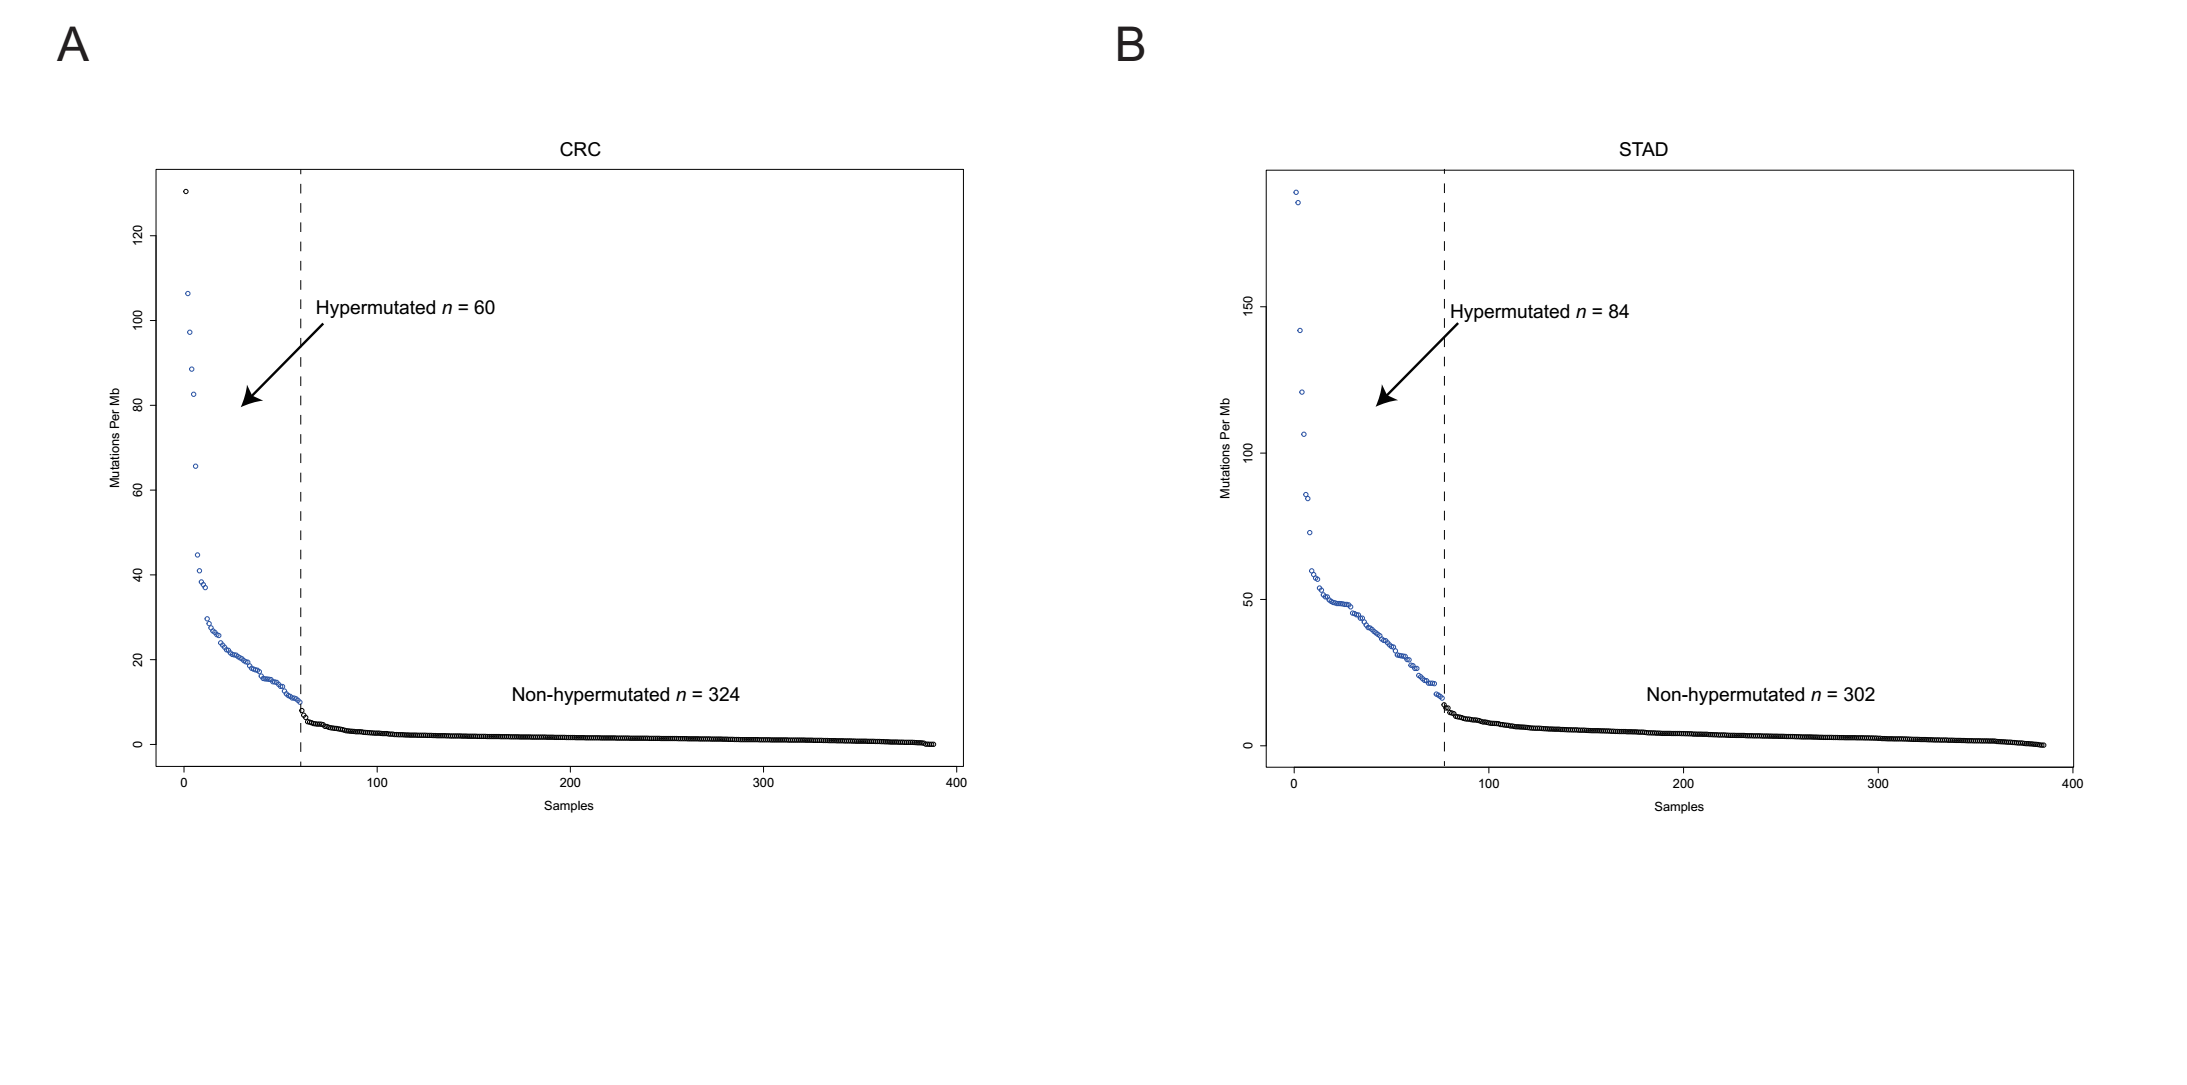 A
B
CRC
Mutations Per Mb
120
100
80
60
40
20
0
Hypermutated n = 60
Non-hypermutated n = 324
0 100 200 300 400
Samples
STAD
Mutations Per Mb
150
100
50
0
Hypermutated n = 84
Non-hypermutated n = 302
0 100 200 300 400
Samples